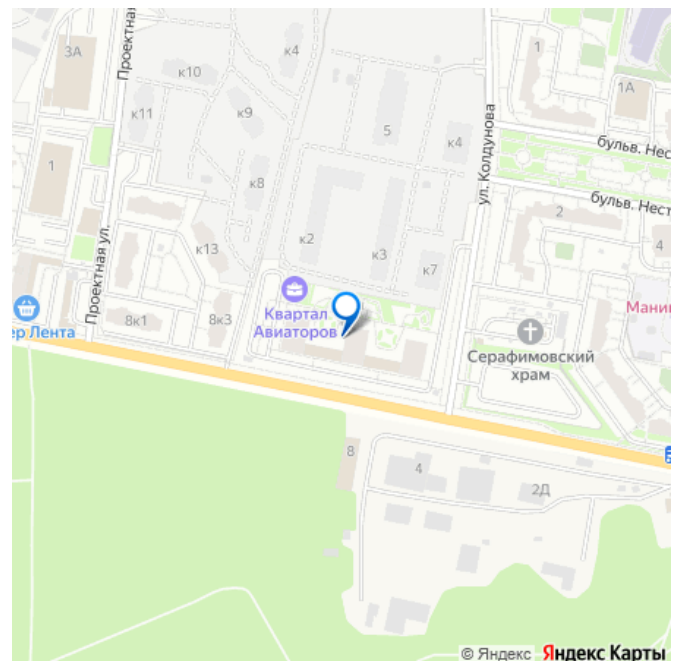 Проектная
3А
к4
1
к10
1А
к11
к9
5
к4
ул. Колдунова
бульв. Нес
1
к8
бульв. Нест
2
Проектная ул.
к13
к2
к3
к7
4
Квартал
Авиаторов
Мани
ер Лента
8к1
8к3
Серафимовский
храм
8
4
2Д
© Яндекс Яндекс Карты